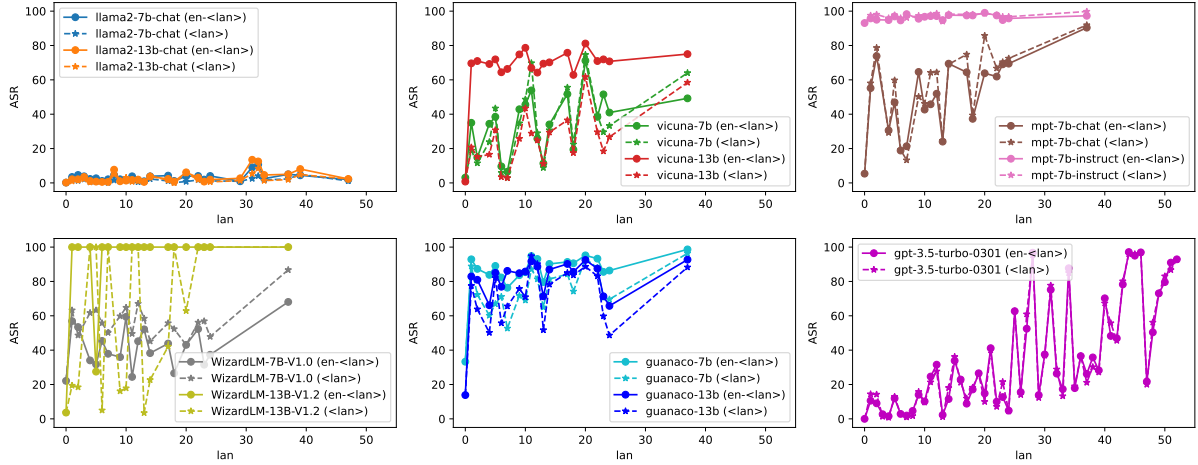 100
80
60
40
20
0
ASR
0
10
20
30
40
50
lan
llama2-7b-chat (en-<lan>)
llama2-7b-chat (<lan>)
llama2-13b-chat (en-<lan>)
llama2-13b-chat (<lan>)
100
80
60
40
20
0
ASR
0
10
20
30
40
50
lan
vicuna-7b (en-<lan>)
vicuna-7b (<lan>)
vicuna-13b (en-<lan>)
vicuna-13b (<lan>)
100
80
60
40
20
0
ASR
0
10
20
30
40
50
lan
mpt-7b-chat (en-<lan>)
mpt-7b-chat (<lan>)
mpt-7b-instruct (en-<lan>)
mpt-7b-instruct (<lan>)
100
80
60
40
20
0
ASR
0
10
20
30
40
50
lan
WizardLM-7B-V1.0 (en-<lan>)
WizardLM-7B-V1.0 (<lan>)
WizardLM-13B-V1.2 (en-<lan>)
WizardLM-13B-V1.2 (<lan>)
100
80
60
40
20
0
ASR
0
10
20
30
40
50
lan
guanaco-7b (en-<lan>)
guanaco-7b (<lan>)
guanaco-13b (en-<lan>)
guanaco-13b (<lan>)
100
80
60
40
20
0
ASR
0
10
20
30
40
50
lan
gpt-3.5-turbo-0301 (en-<lan>)
gpt-3.5-turbo-0301 (<lan>)